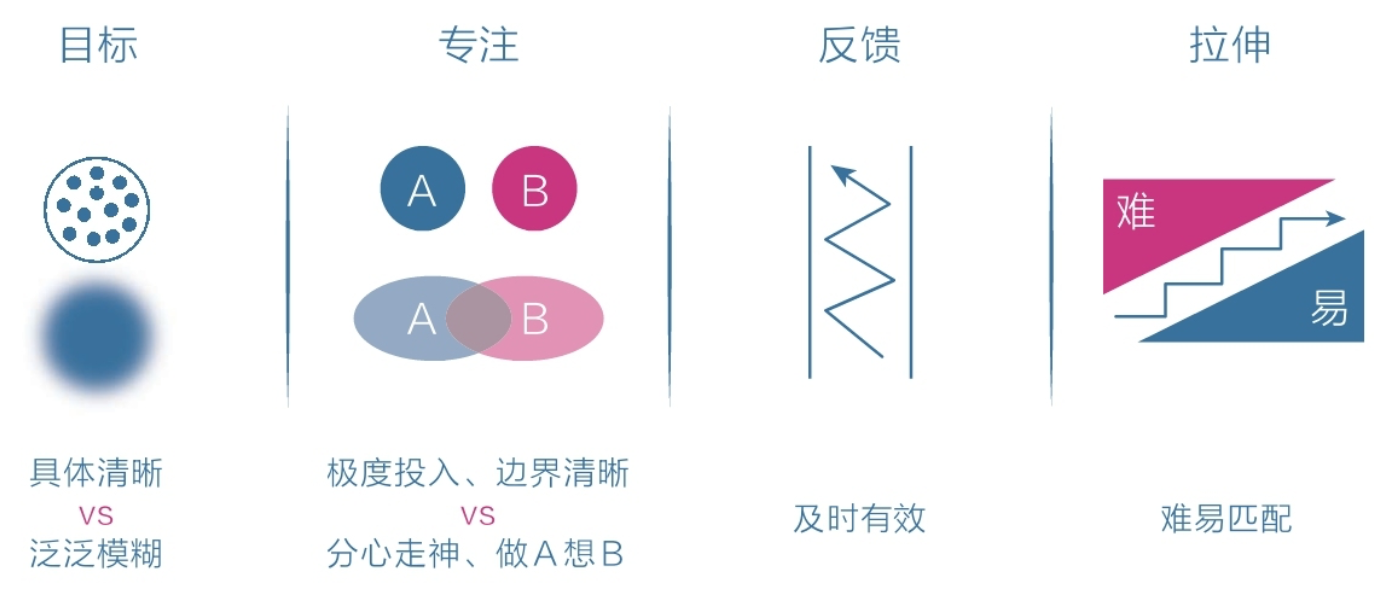 目标
专注
反馈
拉伸
A
B
A
B
难
易
具体清晰
VS
泛泛模糊
极度投入、边界清晰
VS
分心走神、做A想B
及时有效
难易匹配